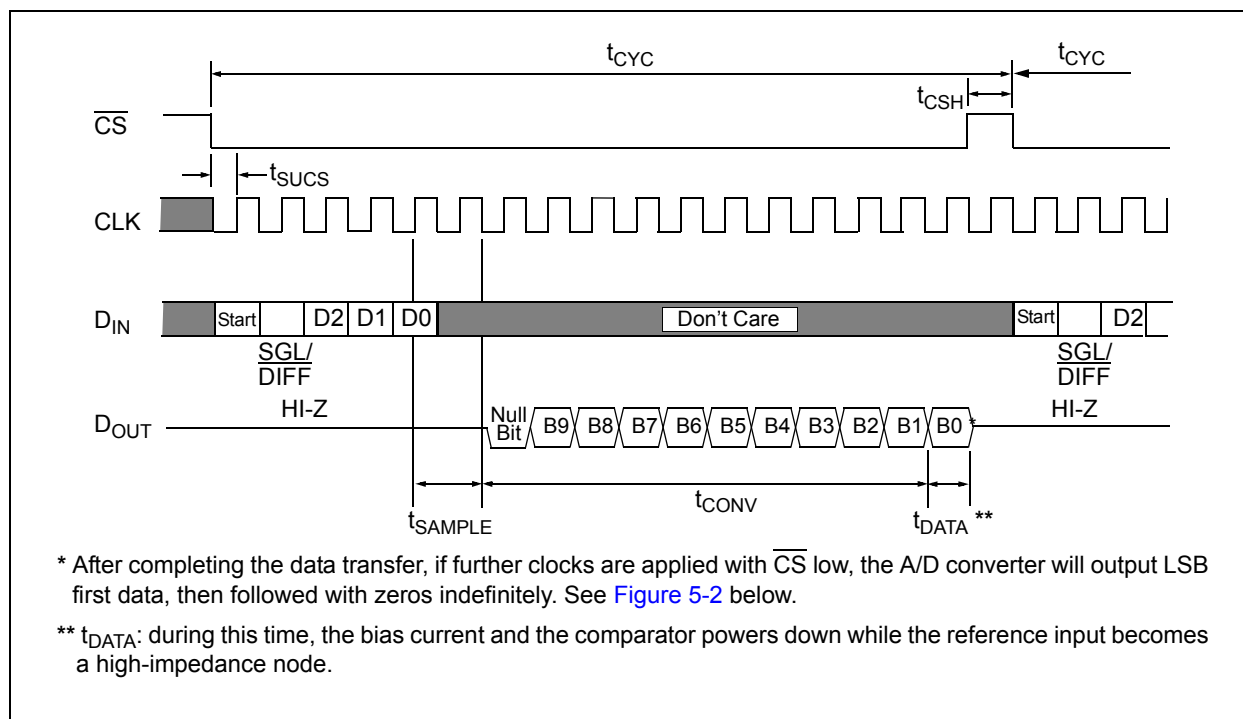 tCYC
tCYC
tCSH
CS
tSUCS
CLK
DIN
Start
D2
D1
D0
Don't Care
Start
D2
SGL/
DIFF
SGL/
DIFF
HI-Z
HI-Z
DOUT
Null
Bit
B9
B8
B7
B6
B5
B4
B3
B2
B1
B0
*
tSAMPLE
tCONV
tDATA **
* After completing the data transfer, if further clocks are applied with CS low, the A/D converter will output LSB
first data, then followed with zeros indefinitely. See Figure 5-2 below.
** tDATA: during this time, the bias current and the comparator powers down while the reference input becomes
a high-impedance node.